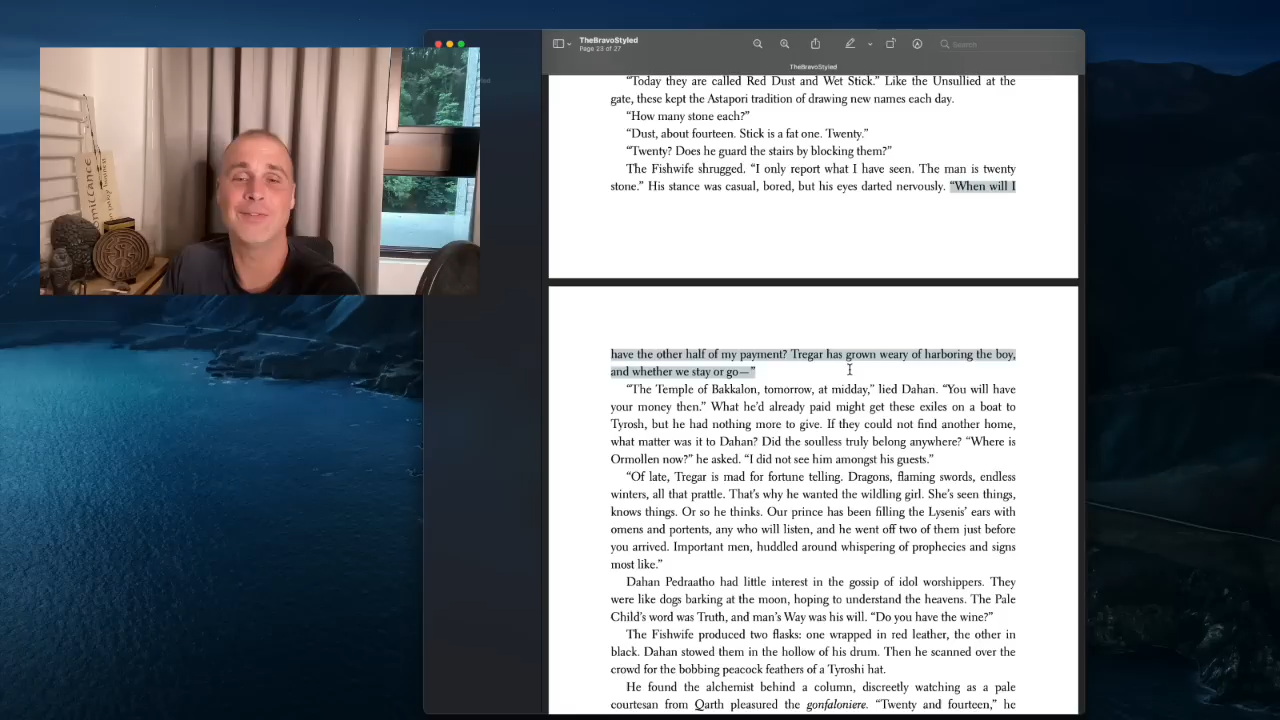 TheBravoStyled
Page 23 of 27
Search
TheBravoStyled
“Today they are called Red Dust and Wet Stick.” Like the Unsullied at the
gate, these kept the Astapori tradition of drawing new names each day.
“How many stone each?”
“Dust, about fourteen. Stick is a fat one. Twenty.”
“Twenty? Does he guard the stairs by blocking them?”
The Fishwife shrugged. “I only report what I have seen. The man is twenty
stone.” His stance was casual, bored, but his eyes darted nervously. “When will I
have the other half of my payment? Tregar has grown weary of harboring the boy,
and whether we stay or go—”
“The Temple of Bakkalon, tomorrow, at midday,” lied Dahan. “You will have
your money then.” What he’d already paid might get these exiles on a boat to
Tyrosh, but he had nothing more to give. If they could not find another home,
what matter was it to Dahan? Did the soulless truly belong anywhere? “Where is
Ormollen now?” he asked. “I did not see him amongst his guests.”
“Of late, Tregar is mad for fortune telling. Dragons, flaming swords, endless
winters, all that prattle. That’s why he wanted the wildling girl. She’s seen things,
knows things. Or so he thinks. Our prince has been filling the Lysenis’ ears with
omens and portents, any who will listen, and he went off two of them just before
you arrived. Important men, huddled around whispering of prophecies and signs
most like.”
Dahan Pedraatho had little interest in the gossip of idol worshippers. They
were like dogs barking at the moon, hoping to understand the heavens. The Pale
Child’s word was Truth, and man’s Way was his will. “Do you have the wine?”
The Fishwife produced two flasks: one wrapped in red leather, the other in
black. Dahan stowed them in the hollow of his drum. Then he scanned over the
crowd for the bobbing peacock feathers of a Tyroshi hat.
He found the alchemist behind a column, discreetly watching as a pale
courtesan from Qarth pleasured the gonfaloniere. “Twenty and fourteen,” he